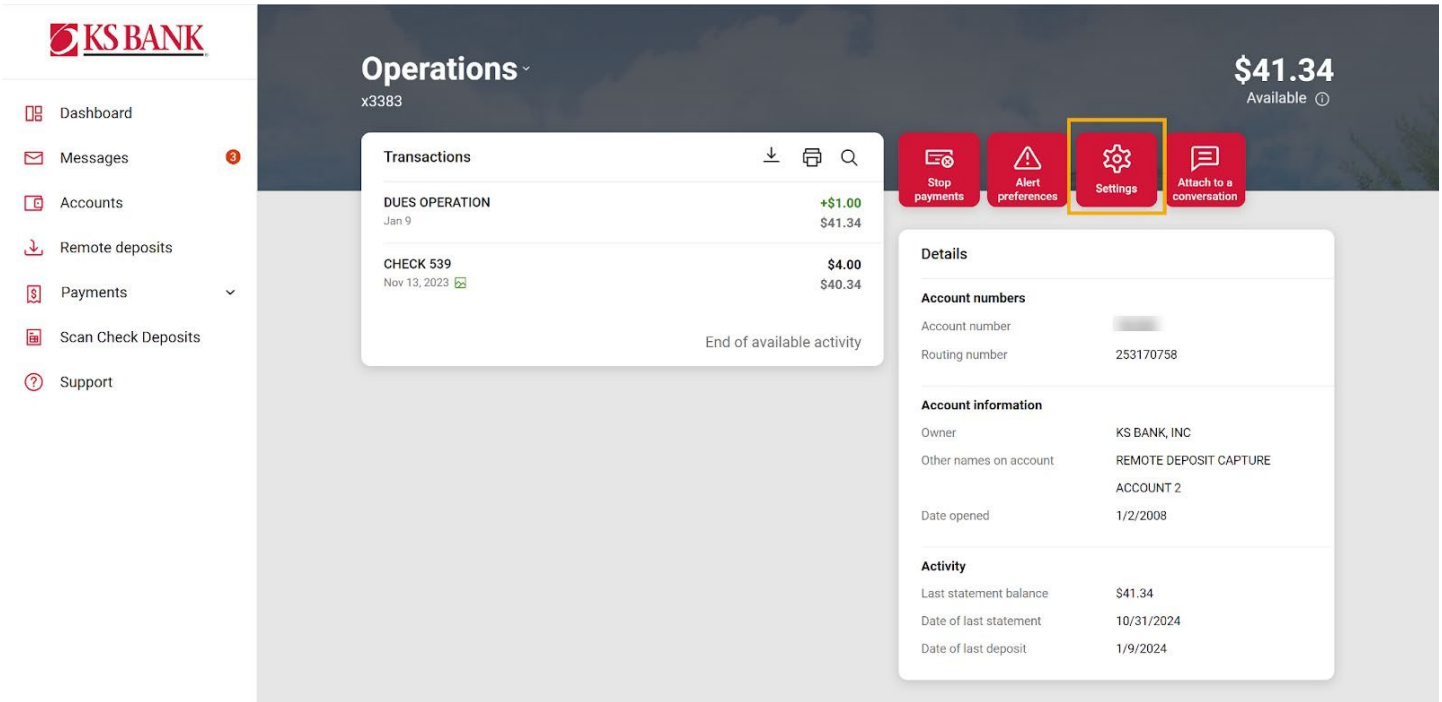 KS BANK
Dashboard
Messages
3
Accounts
Remote deposits
Payments
Scan Check Deposits
Support
Operations
x3383
$41.34
Available
Transactions
DUES OPERATION
+$1.00
Jan 9
$41.34
CHECK 539
$4.00
Nov 13, 2023
$40.34
End of available activity
Stop
payments
Alert
preferences
Settings
Attach to a
conversation
Details
Account numbers
Account number
Routing number
253170758
Account information
Owner
KS BANK, INC
Other names on account
REMOTE DEPOSIT CAPTURE
ACCOUNT 2
Date opened
1/2/2008
Activity
Last statement balance
$41.34
Date of last statement
10/31/2024
Date of last deposit
1/9/2024